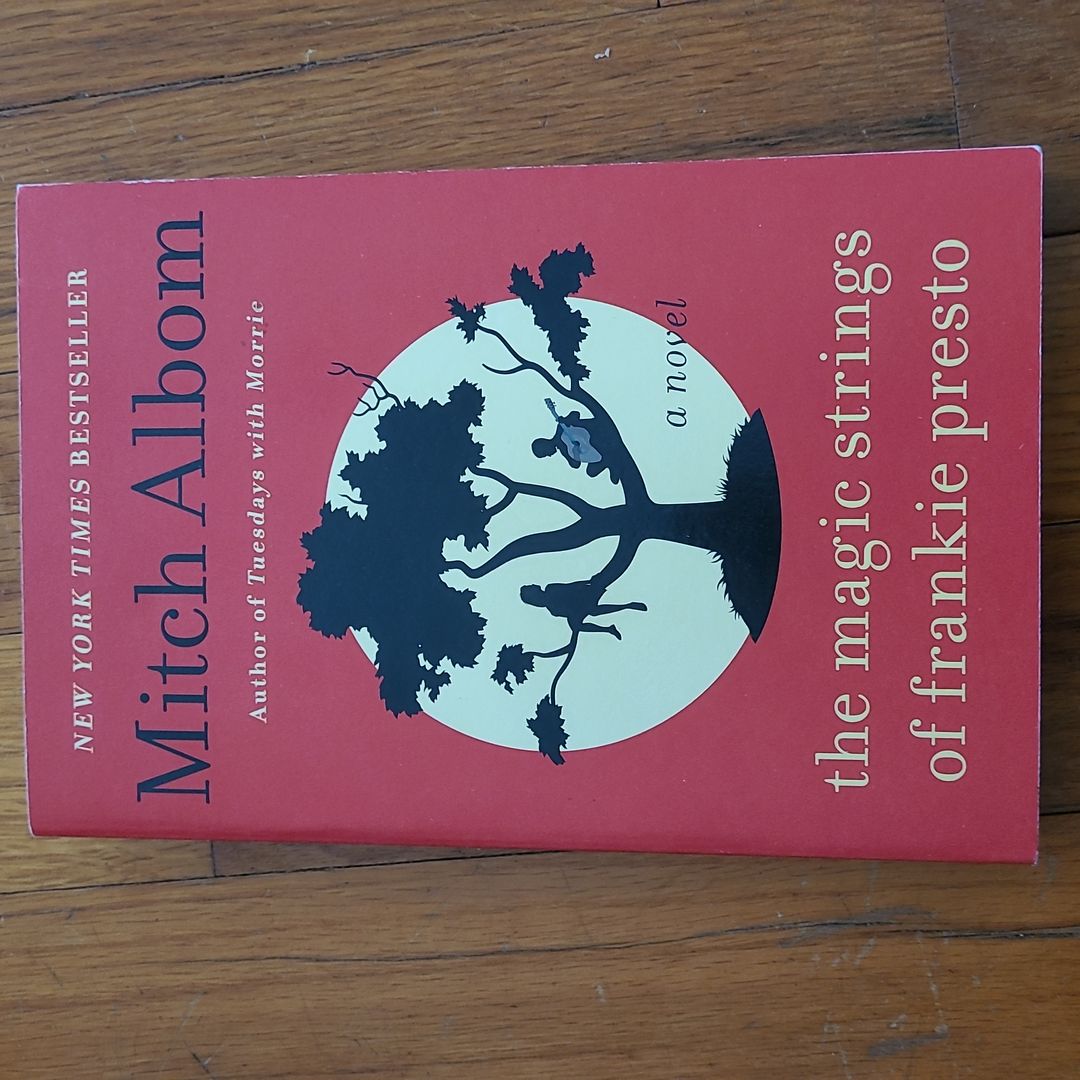 NEW YORK TIMES BESTSELLER
Mitch Albom
Author of Tuesdays with Morrie
a novel
the magic strings
of frankie presto